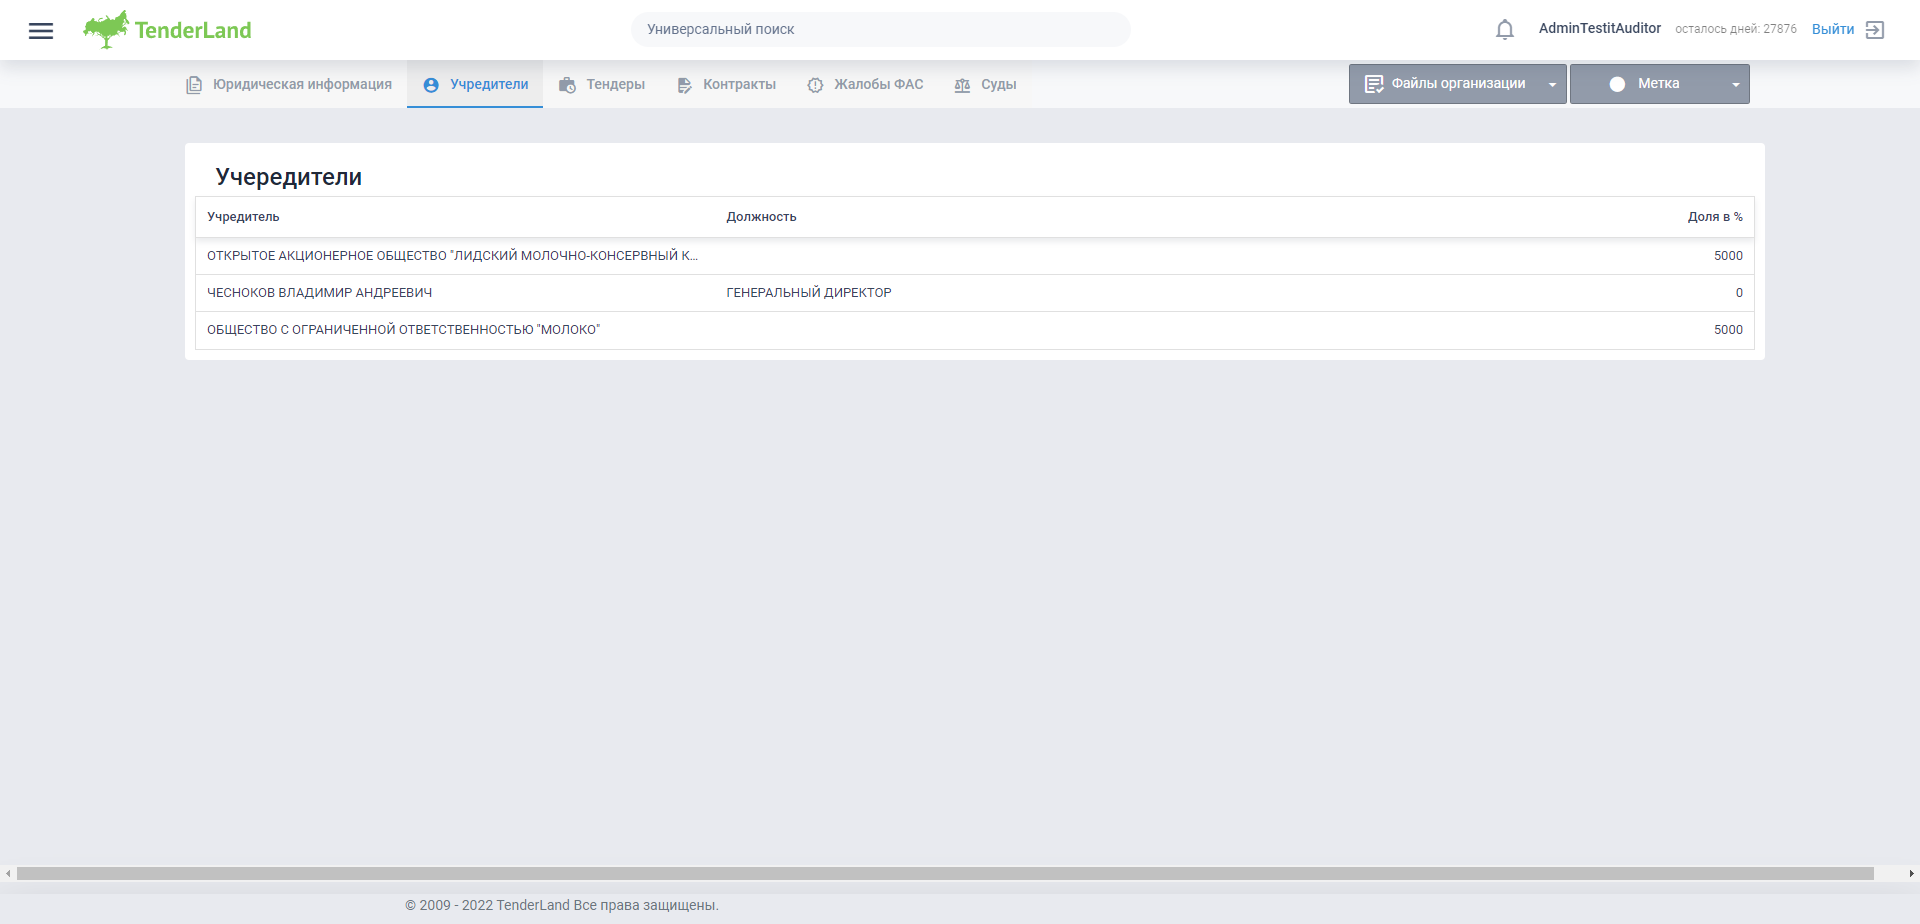 TenderLand
Универсальный поиск
AdminTestitAuditor осталось дней: 27876 Выйти
Юридическая информация Учредители Тендеры Контракты Жалобы ФАС Суды Файлы организации Метка
Учередители
Учредитель Должность Доля в %
ОТКРЫТОЕ АКЦИОНЕРНОЕ ОБЩЕСТВО "ЛИДСКИЙ МОЛОЧНО-КОНСЕРВНЫЙ К... 5000
ЧЕСНОКОВ ВЛАДИМИР АНДРЕЕВИЧ ГЕНЕРАЛЬНЫЙ ДИРЕКТОР 0
ОБЩЕСТВО С ОГРАНИЧЕННОЙ ОТВЕТСТВЕННОСТЬЮ "МОЛОКО" 5000
© 2009 - 2022 TenderLand Все права защищены.